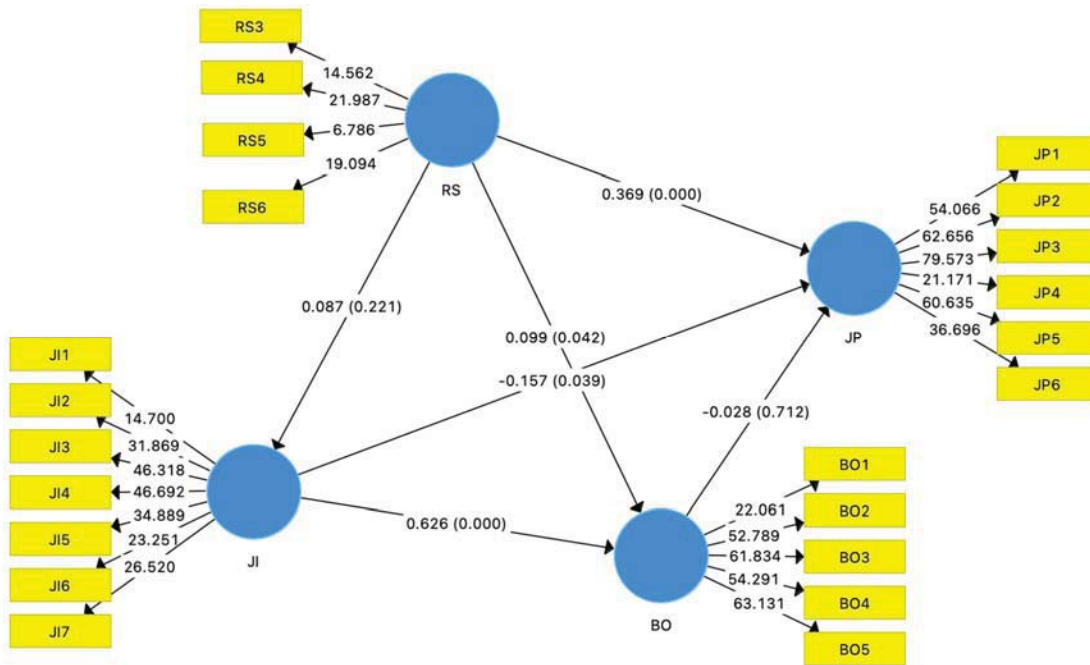 RS3
RS4
RS5
RS6
14.562
21.987
6.786
19.094
RS
0.369 (0.000)
JP1
JP2
JP3
JP4
JP5
JP6
54.066
62.656
79.573
21.171
60.635
36.696
JP
0.087 (0.221)
0.099 (0.042)
-0.157 (0.039)
-0.028 (0.712)
JI1
JI2
JI3
JI4
JI5
JI6
JI7
14.700
31.869
46.318
46.692
34.889
23.251
26.520
JI
0.626 (0.000)
BO1
BO2
BO3
BO4
BO5
22.061
52.789
61.834
54.291
63.131
BO